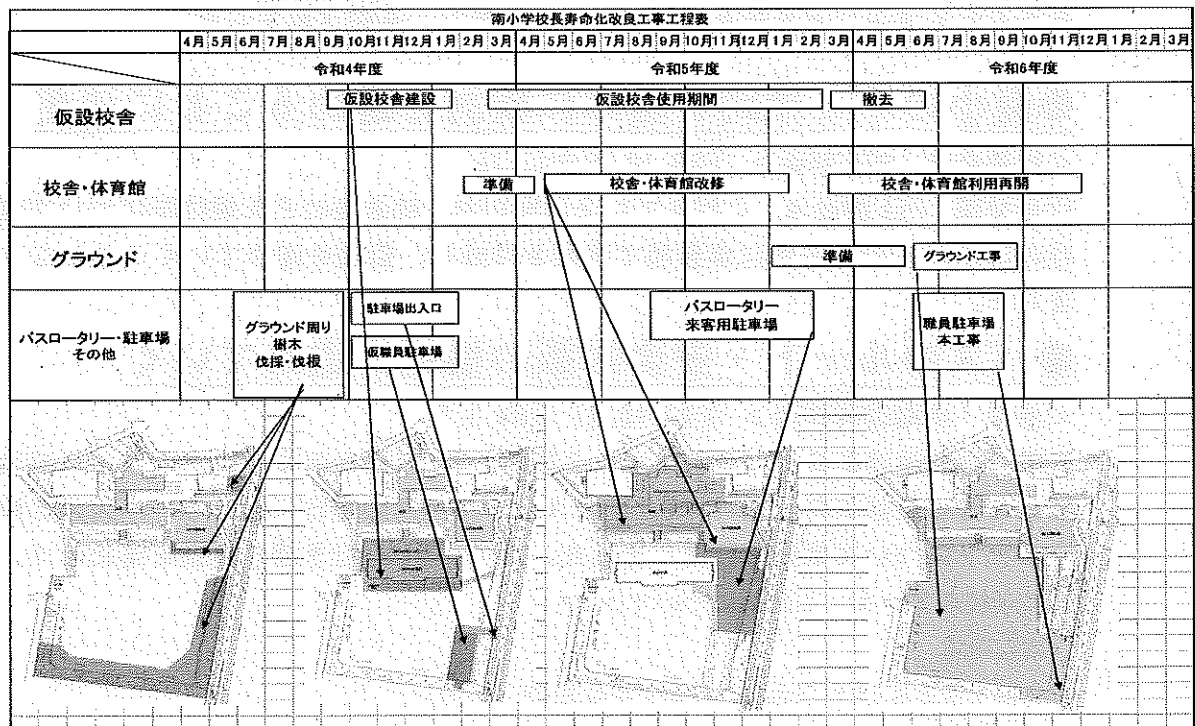 南小学校長寿命化改良工事工程表
4月 5月 6月 7月 8月 9月 10月 11月 12月 1月 2月 3月 4月 5月 6月 7月 8月 9月 10月 11月 12月 1月 2月 3月 4月 5月 6月 7月 8月 9月 10月 11月 12月 1月 2月 3月
令和4年度 令和5年度 令和6年度
仮設校舎 仮設校舎建設 仮設校舎使用期間 撤去
校舎・体育館 準備 校舎・体育館改修 校舎・体育館利用再開
グラウンド 準備 グラウンド工事
バスロータリー・駐車場
その他
グラウンド周り
樹木
伐採・伐根
駐車場出入口
仮職員駐車場
バスロータリー
来客用駐車場
職員駐車場
本工事